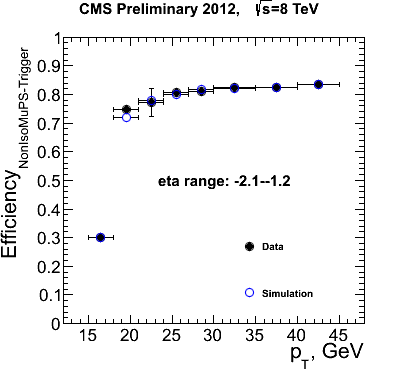 CMS Preliminary 2012, √s=8 TeV
Efficiency NonIsoMuPS-Trigger
1
0.9
0.8
0.7
0.6
0.5
0.4
0.3
0.2
0.1
0
eta range: -2.1--1.2
Data
Simulation
15 20 25 30 35 40 45
p_T, GeV